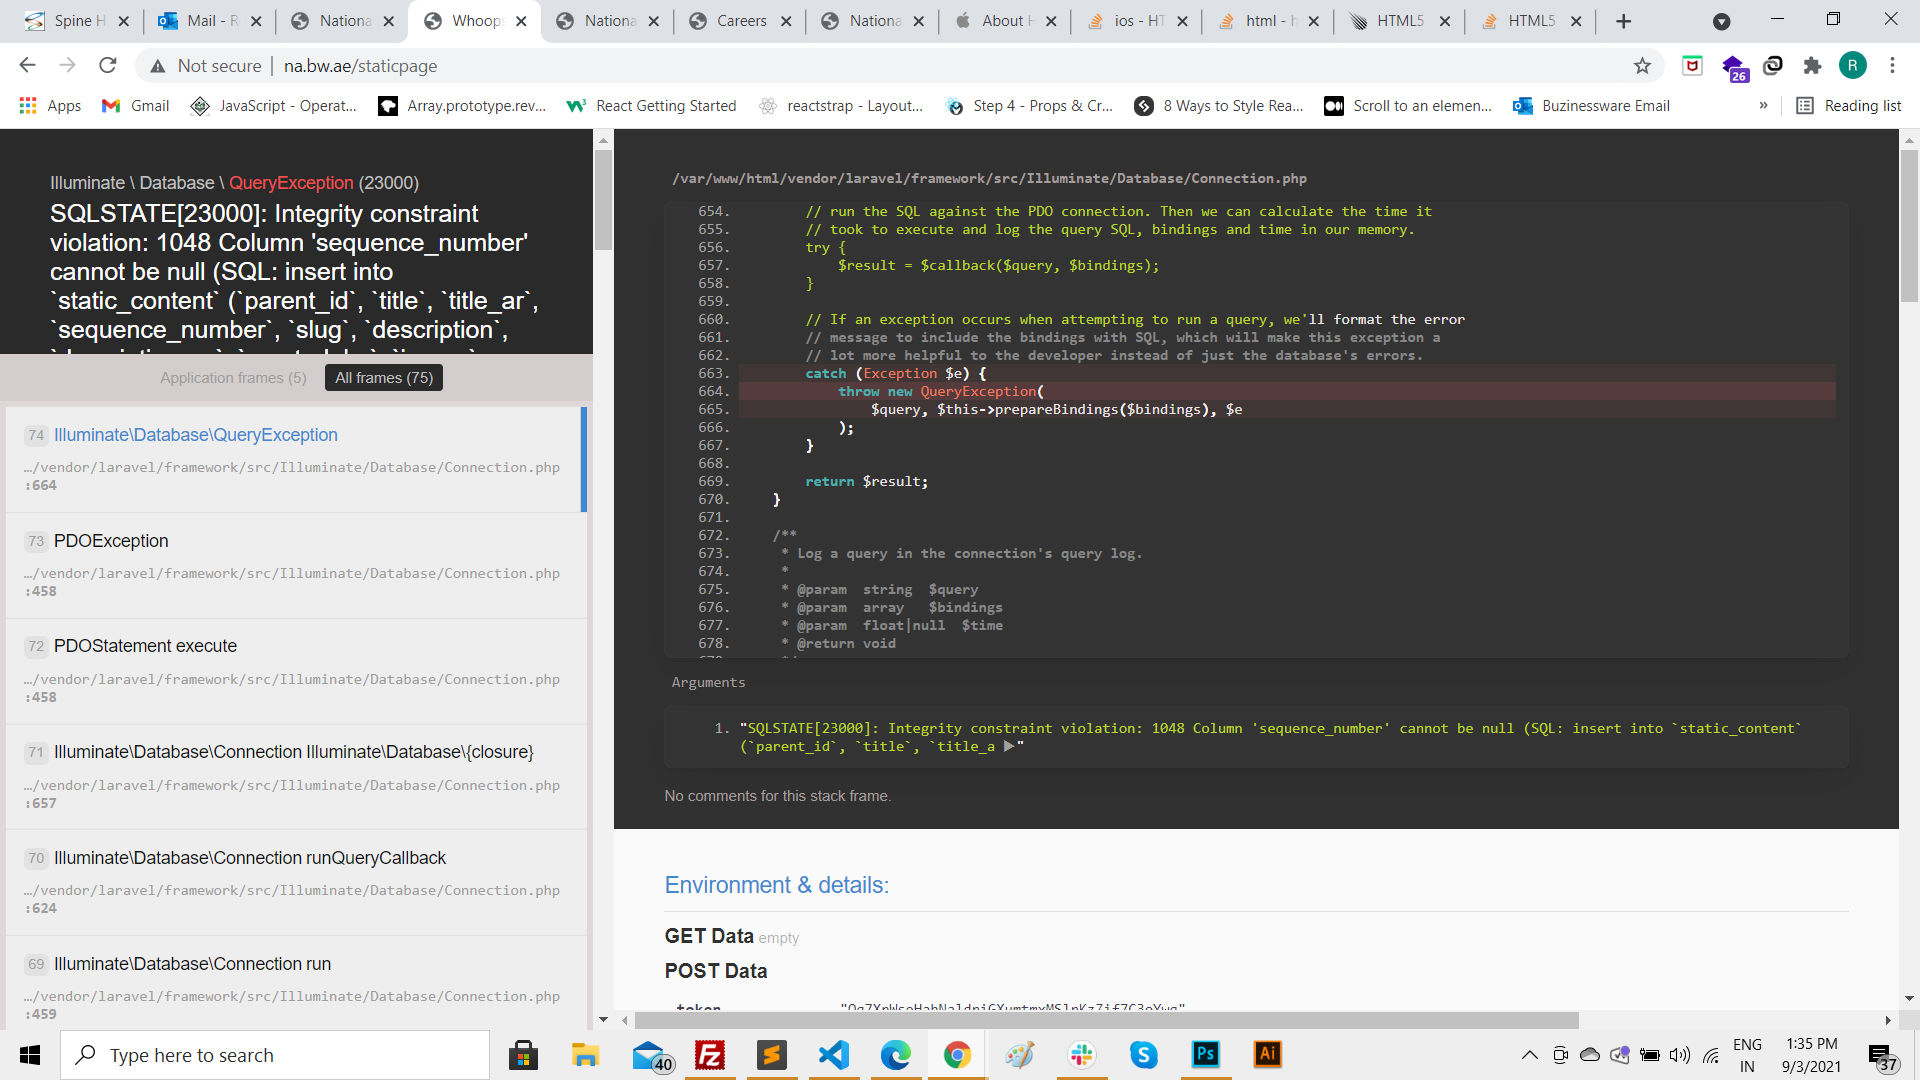 Spine H
Mail - R
Nationa
Whoops
Nationa
Careers
Nationa
About H
ios - HT
html - h
HTML5
HTML5
Not secure | na.bw.ae/staticpage
26
R
Apps
Gmail
JavaScript - Operat...
Array.prototype.rev...
React Getting Started
reactstrap - Layout...
Step 4 - Props & Cr...
8 Ways to Style Rea...
Scroll to an elemen...
Buzinessware Email
»
Reading list
Illuminate \ Database \ QueryException (23000)
SQLSTATE[23000]: Integrity constraint
violation: 1048 Column 'sequence_number'
cannot be null (SQL: insert into
`static_content` (`parent_id`, `title`, `title_ar`,
`sequence_number`, `slug`, `description`,
Application frames (5)
All frames (75)
74 Illuminate\Database\QueryException
…/vendor/laravel/framework/src/Illuminate/Database/Connection.php
:664
73 PDOException
…/vendor/laravel/framework/src/Illuminate/Database/Connection.php
:458
72 PDOStatement execute
…/vendor/laravel/framework/src/Illuminate/Database/Connection.php
:458
71 Illuminate\Database\Connection Illuminate\Database\{closure}
…/vendor/laravel/framework/src/Illuminate/Database/Connection.php
:657
70 Illuminate\Database\Connection runQueryCallback
…/vendor/laravel/framework/src/Illuminate/Database/Connection.php
:624
69 Illuminate\Database\Connection run
…/vendor/laravel/framework/src/Illuminate/Database/Connection.php
:459
/var/www/html/vendor/laravel/framework/src/Illuminate/Database/Connection.php
654. // run the SQL against the PDO connection. Then we can calculate the time it
655. // took to execute and log the query SQL, bindings and time in our memory.
656. try {
657. $result = $callback($query, $bindings);
658. }
659.
660. // If an exception occurs when attempting to run a query, we'll format the error
661. // message to include the bindings with SQL, which will make this exception a
662. // lot more helpful to the developer instead of just the database's errors.
663. catch (Exception $e) {
664. throw new QueryException(
665. $query, $this->prepareBindings($bindings), $e
666. );
667. }
668.
669. return $result;
670. }
671.
672. /**
673. * Log a query in the connection's query log.
674. *
675. * @param string $query
676. * @param array $bindings
677. * @param float|null $time
678. * @return void
Arguments
1. "SQLSTATE[23000]: Integrity constraint violation: 1048 Column 'sequence_number' cannot be null (SQL: insert into `static_content`
(`parent_id`, `title`, `title_a ▶"
No comments for this stack frame.
Environment & details:
GET Data empty
POST Data
Type here to search
40
Ps
Ai
ENG
IN
1:35 PM
9/3/2021
37